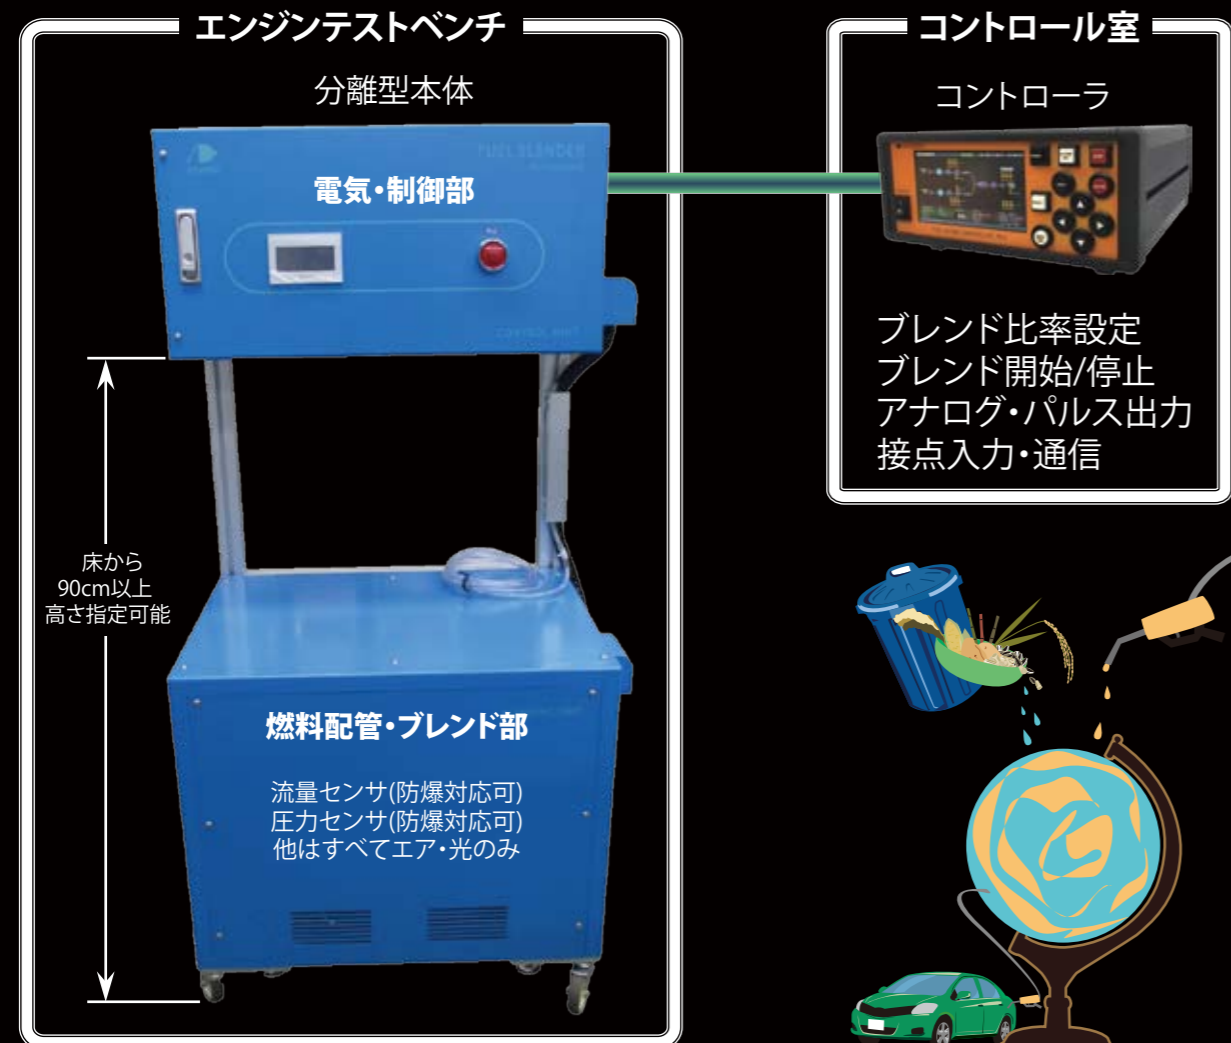 エンジンテストベンチ
分離型本体
FUEL BLENDER
電気・制御部
CONTROL UNIT
床から
90cm以上
高さ指定可能
燃料配管・ブレンド部
流量センサ(防爆対応可)
圧力センサ(防爆対応可)
他はすべてエア・光のみ
コントロール室
コントローラ
ブレンド比率設定
ブレンド開始/停止
アナログ・パルス出力
接点入力・通信